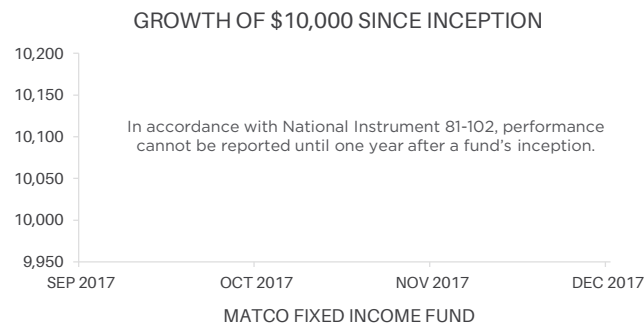 GROWTH OF $10,000 SINCE INCEPTION
10,200
10,150
10,100
10,050
10,000
9,950
In accordance with National Instrument 81-102, performance
cannot be reported until one year after a fund's inception.
SEP 2017 OCT 2017 NOV 2017 DEC 2017
MATCO FIXED INCOME FUND